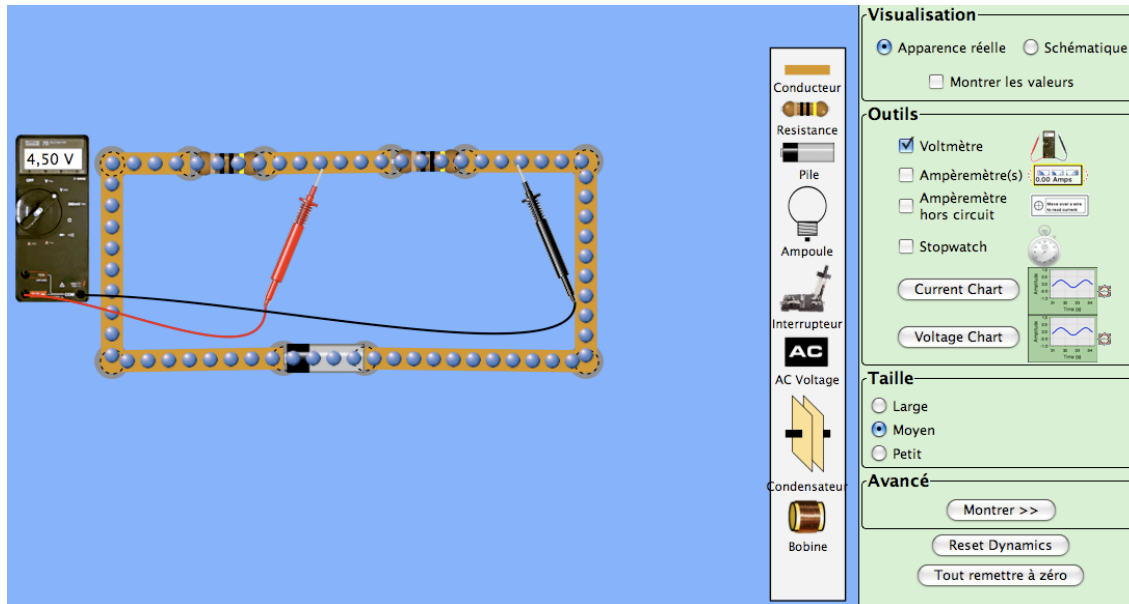 4,50 V
Conducteur
Resistance
Pile
Ampoule
Interrupteur
AC
AC Voltage
Condensateur
Bobine
Visualisation
Apparence réelle
Schématique
Montrer les valeurs
Outils
Voltmètre
Ampèremètre(s)
0.00 Amps
Ampèremètre
hors circuit
Stopwatch
Current Chart
Voltage Chart
Taille
Large
Moyen
Petit
Avancé
Montrer >>
Reset Dynamics
Tout remettre à zéro